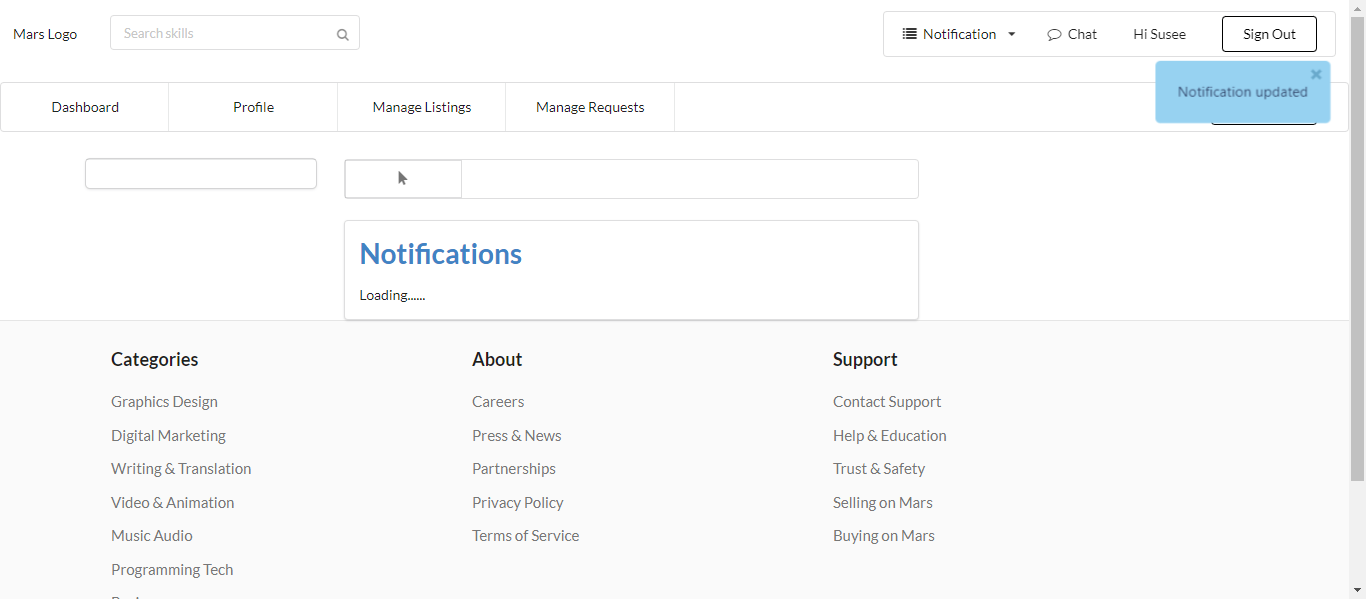 Mars Logo
Search skills
Notification
Chat
Hi Susee
Sign Out
Notification updated
Dashboard
Profile
Manage Listings
Manage Requests
Notifications
Loading......
Categories
Graphics Design
Digital Marketing
Writing & Translation
Video & Animation
Music Audio
Programming Tech
About
Careers
Press & News
Partnerships
Privacy Policy
Terms of Service
Support
Contact Support
Help & Education
Trust & Safety
Selling on Mars
Buying on Mars